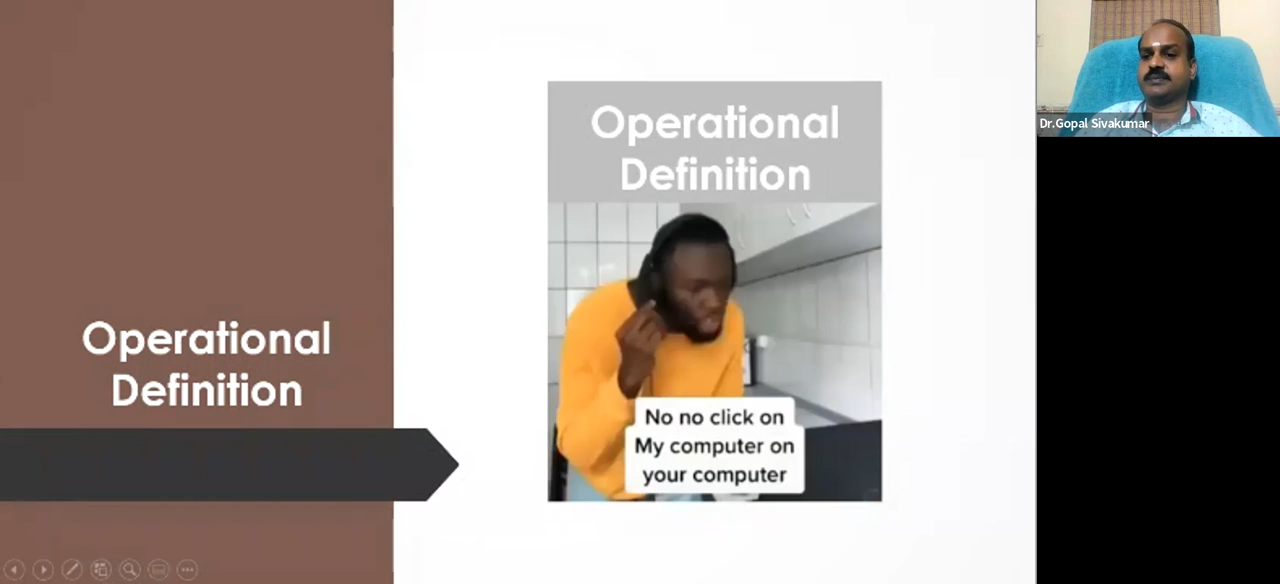 Operational
Definition
Operational
Definition
No no click on
My computer on
your computer
Dr.Gopal Sivakumar